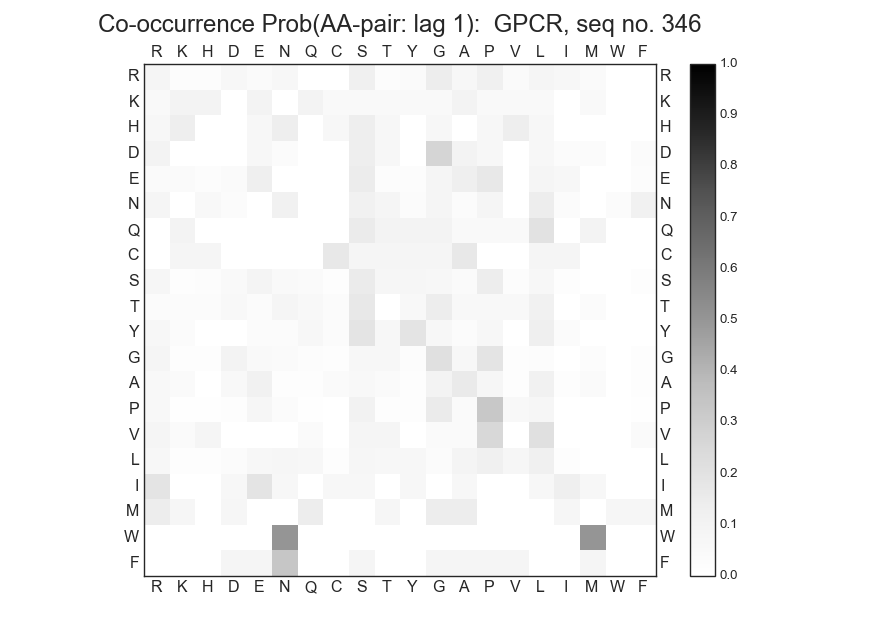 Co-occurrence Prob(AA-pair: lag 1):  GPCR, seq no. 346
R K H D E N Q C S T Y G A P V L I M W F
1.0
R R
0.9
K K
H H
0.8
D D
E E
0.7
N N
0.6
Q Q
C C
S S
0.5
T T
Y Y
0.4
G G
A A
0.3
P P
V V
0.2
L L
I I
0.1
M M
W W
F F
0.0
R K H D E N Q C S T Y G A P V L I M W F